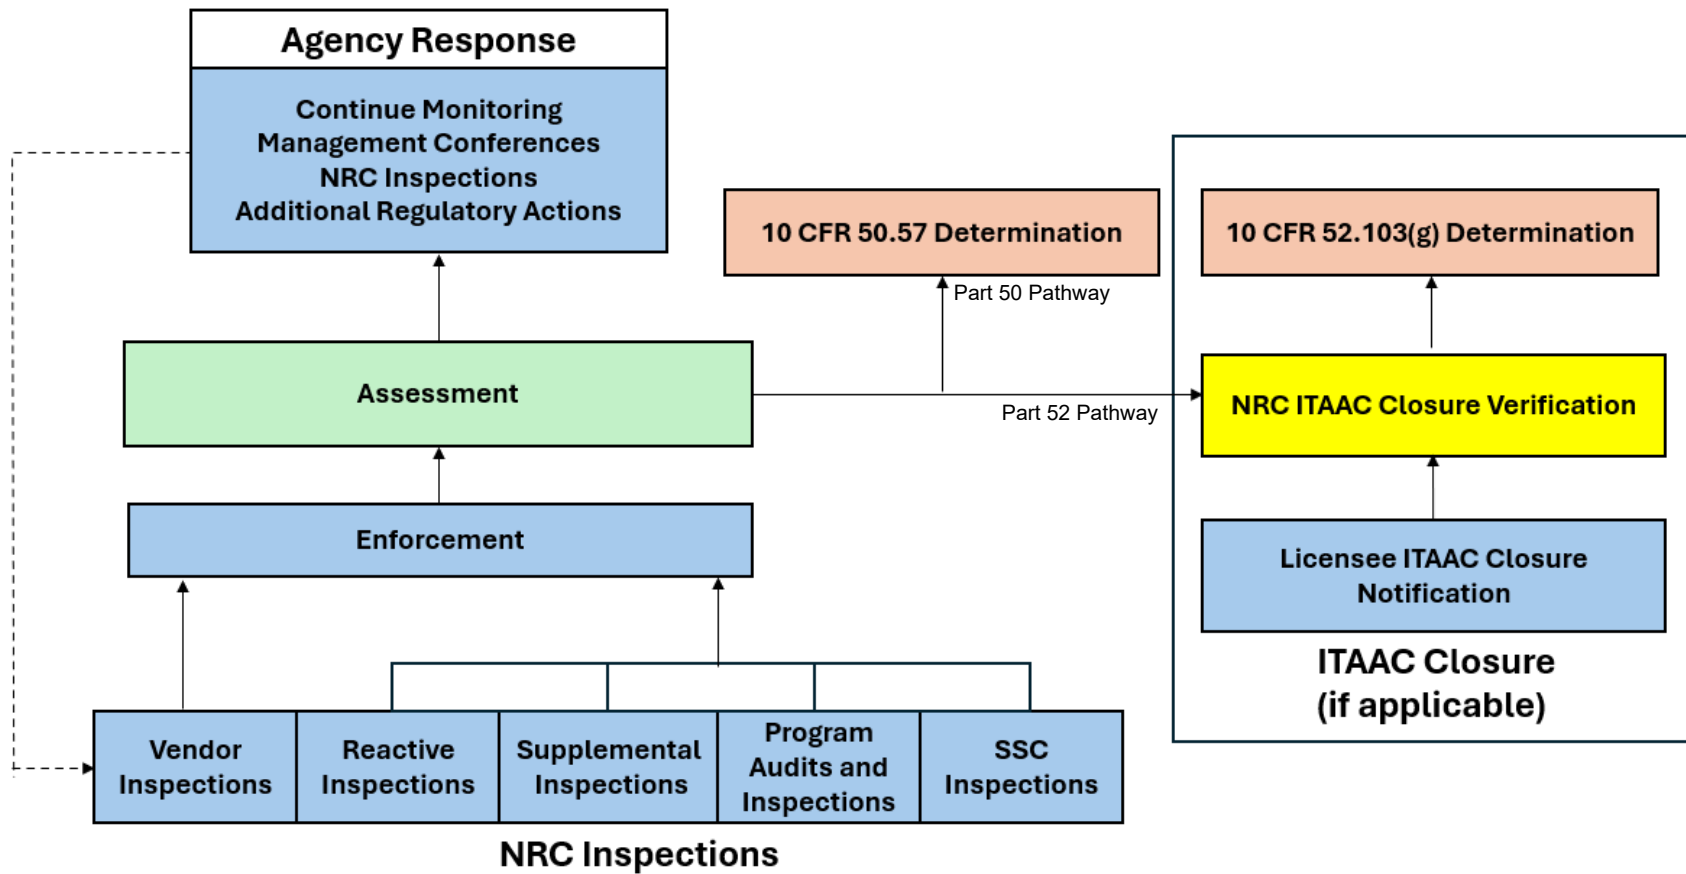 Agency Response
Continue Monitoring
Management Conferences
NRC Inspections
Additional Regulatory Actions
10 CFR 50.57 Determination
10 CFR 52.103(g) Determination
Part 50 Pathway
Assessment
Part 52 Pathway
NRC ITAAC Closure Verification
Enforcement
Licensee ITAAC Closure
Notification
ITAAC Closure
(if applicable)
Vendor
Inspections
Reactive
Inspections
Supplemental
Inspections
Program
Audits and
Inspections
SSC
Inspections
NRC Inspections